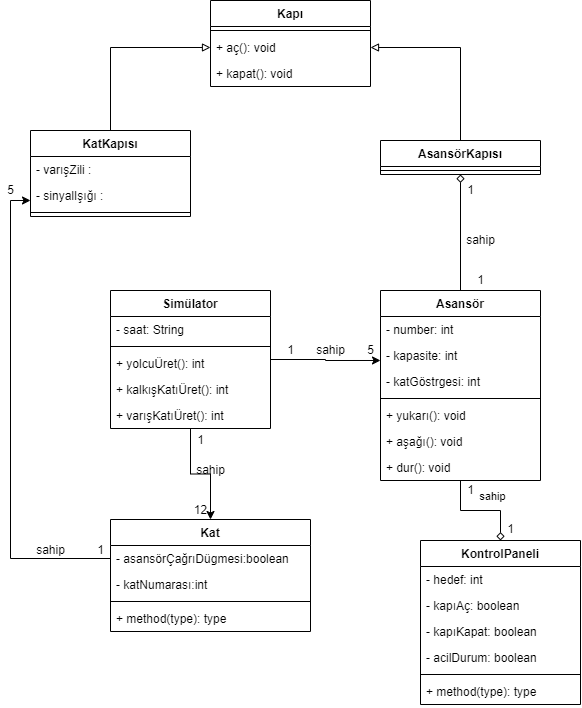 Kapı
+ aç(): void
+ kapat(): void
KatKapısı
- varışZili :
- sinyalIşığı :
AsansörKapısı
5
1
sahip
1
Simülator
- saat: String
+ yolcuÜret(): int
+ kalkışKatıÜret(): int
+ varışKatıÜret(): int
1
sahip
5
Asansör
- number: int
- kapasite: int
- katGöstrgesi: int
+ yukarı(): void
+ aşağı(): void
+ dur(): void
1
sahip
12
1
sahip
1
sahip
1
Kat
- asansörÇağrıDügmesi:boolean
- katNumarası:int
+ method(type): type
KontrolPaneli
- hedef: int
- kapıAç: boolean
- kapıKapat: boolean
- acilDurum: boolean
+ method(type): type